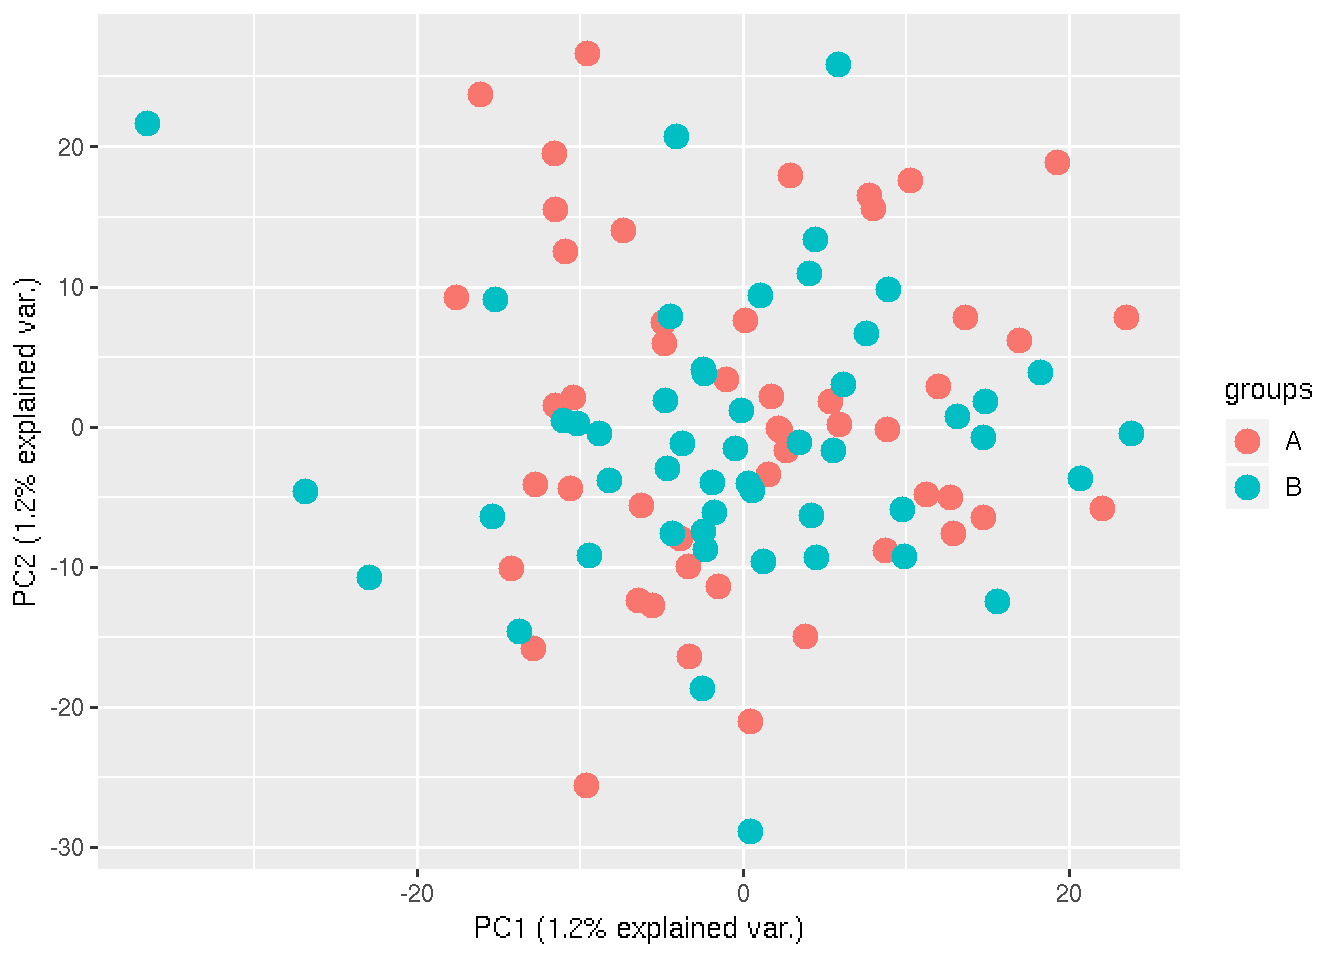 20
10
0
-10
-20
-30
-20
0
20
PC1 (1.2% explained var.)
PC2 (1.2% explained var.)
groups
A
B